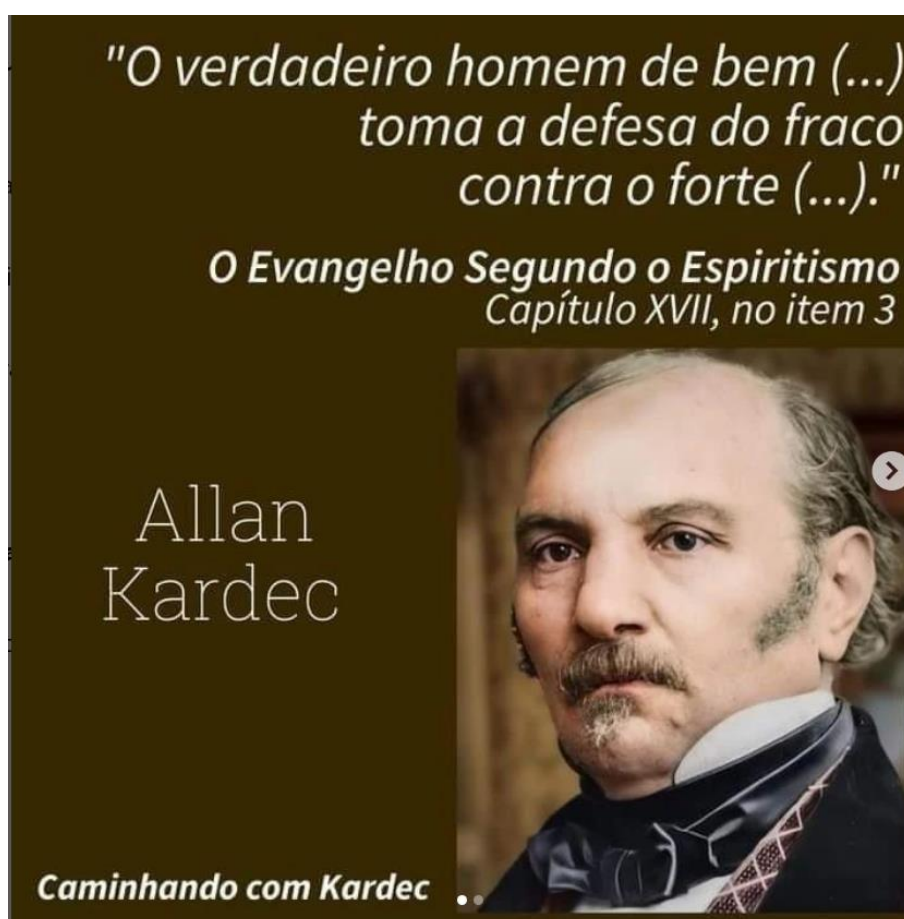 "O verdadeiro homem de bem (...)
toma a defesa do fraco
contra o forte (...)."
O Evangelho Segundo o Espiritismo
Capítulo XVII, no item 3
Allan
Kardec
Caminhando com Kardec